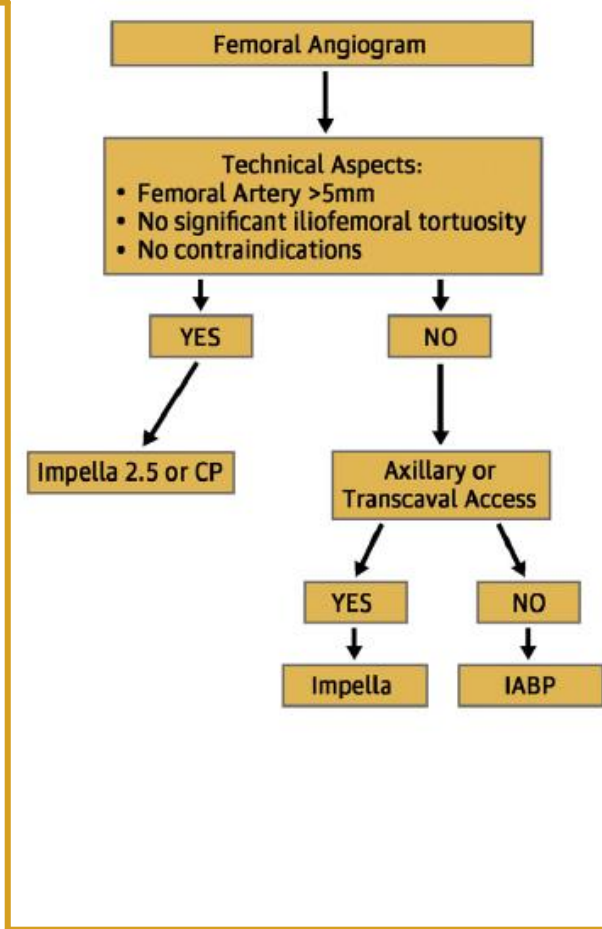 Femoral Angiogram
Technical Aspects:
• Femoral Artery >5mm
• No significant iliofemoral tortuosity
• No contraindications
YES
NO
Impella 2.5 or CP
Axillary or
Transcaval Access
YES
NO
Impella
IABP